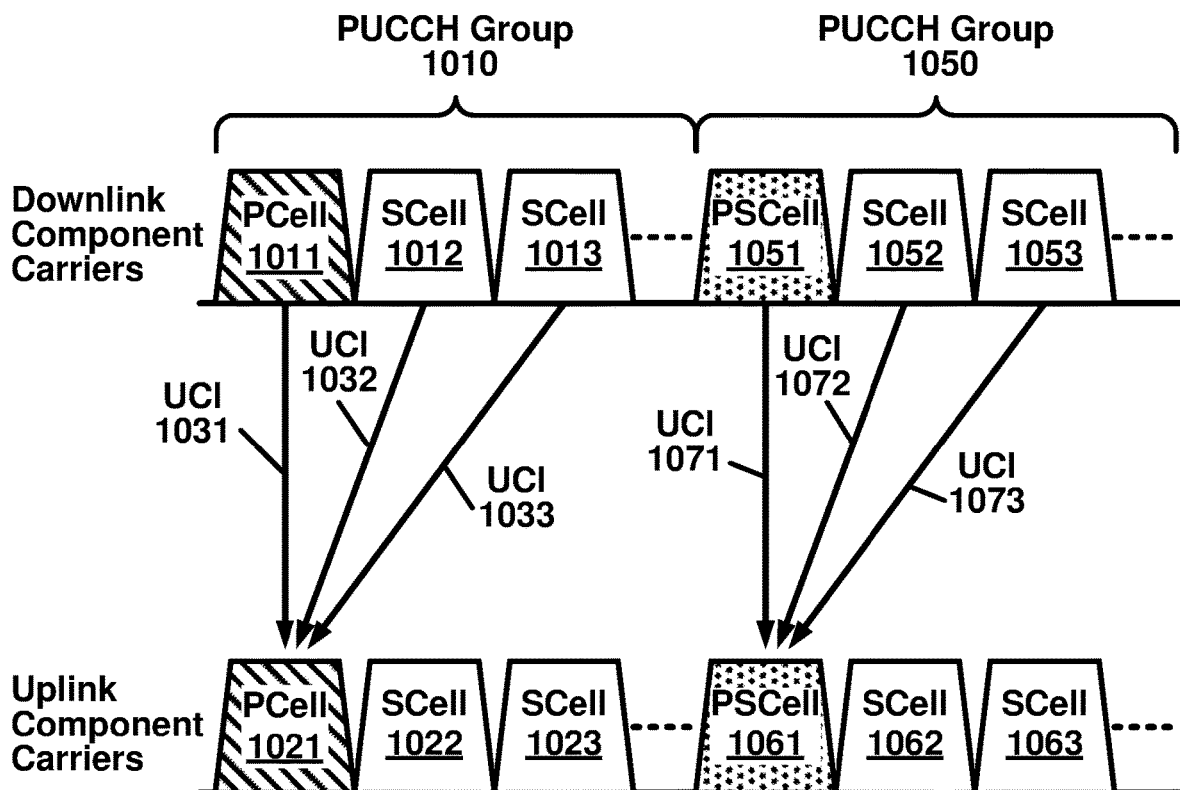 PUCCH Group
1010
PUCCH Group
1050
Downlink
Component
Carriers
PCell
1011
SCell
1012
SCell
1013
PSCell
1051
SCell
1052
SCell
1053
UCI
1031
UCI
1032
UCI
1033
UCI
1071
UCI
1072
UCI
1073
Uplink
Component
Carriers
PCell
1021
SCell
1022
SCell
1023
PSCell
1061
SCell
1062
SCell
1063